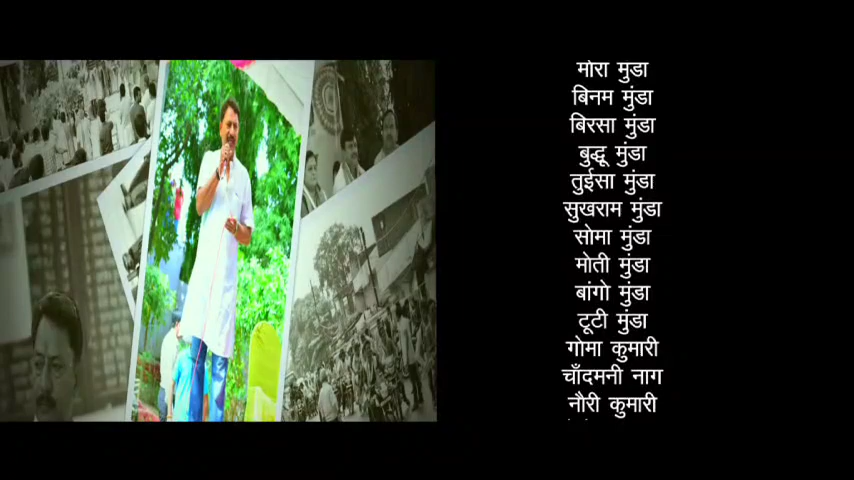 मोरा मुंडा
बिनम मुंडा
बिरसा मुंडा
बुद्धू मुंडा
तुईसा मुंडा
सुखराम मुंडा
सोमा मुंडा
मोती मुंडा
बांगो मुंडा
टूटी मुंडा
गोमा कुमारी
चाँदमनी नाग
नौरी कुमारी